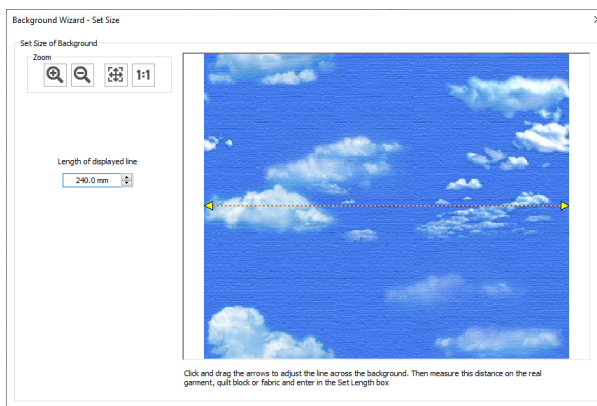 Background Wizard - Set Size
Set Size of Background
Zoom
1:1
Length of displayed line
240.0 mm
Click and drag the arrows to adjust the line across the background. Then measure this distance on the real
garment, quilt block or fabric and enter in the Set Length box